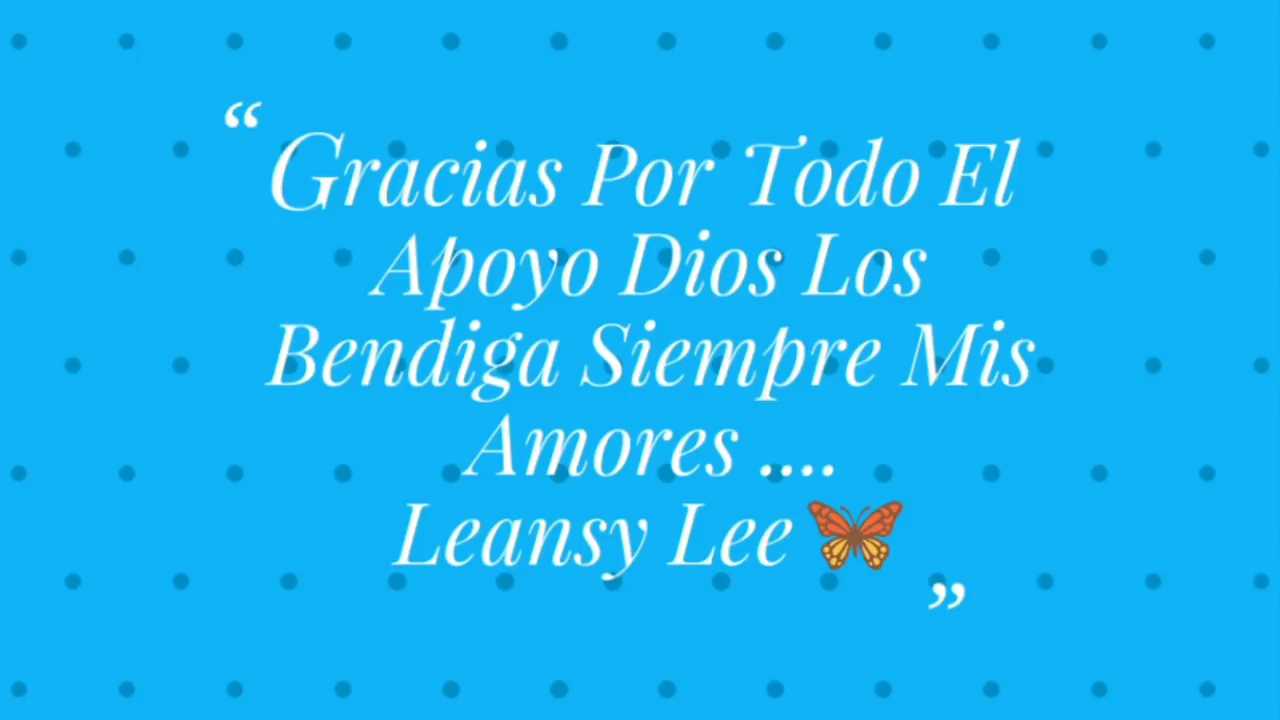 “Gracias Por Todo El
Apoyo Dios Los
Bendiga Siempre Mis
Amores ....
Leansy Lee 🦋
”